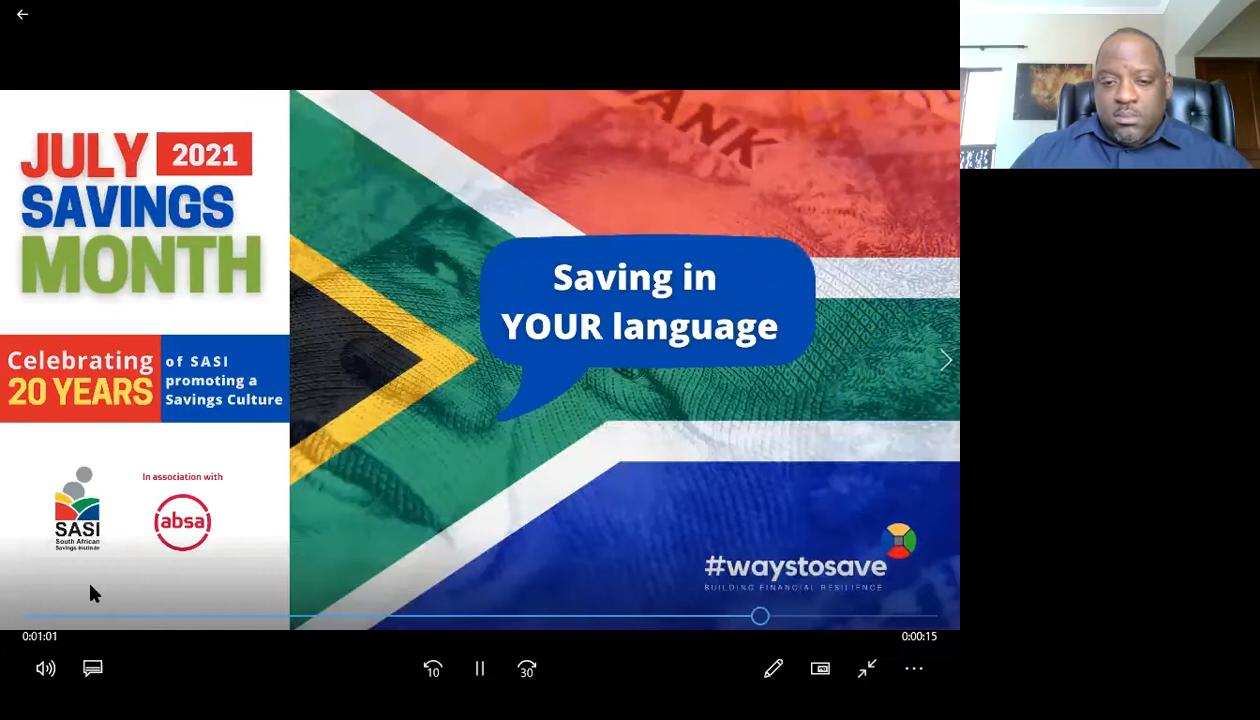 JULY 2021
SAVINGS
MONTH
Celebrating
20 YEARS
of SASI
promoting a
Savings Culture
SASI
South African
Savings Institute
In association with
absa
BANK
Saving in
YOUR language
#waystosave
BUILDING FINANCIAL RESILIENCE
0:01:01
0:00:15
10
30